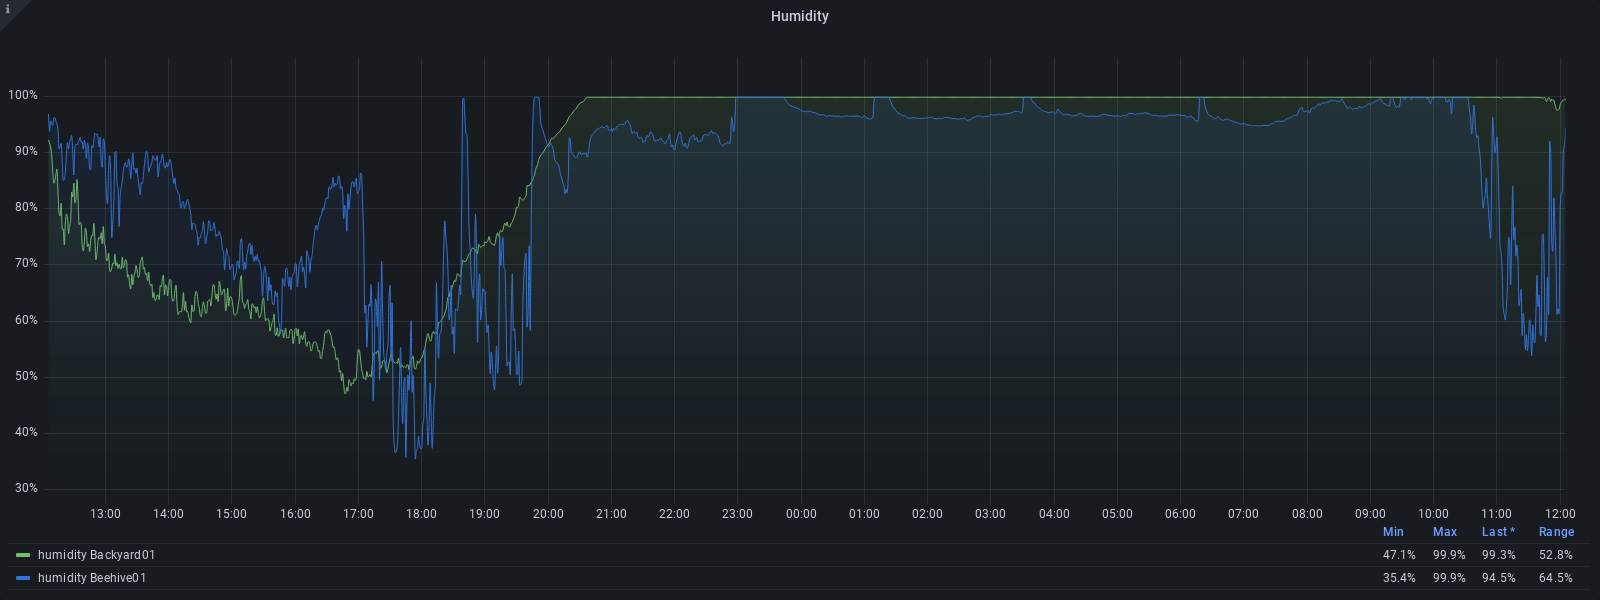 i
Humidity
100%
90%
80%
70%
60%
50%
40%
30%
13:00 14:00 15:00 16:00 17:00 18:00 19:00 20:00 21:00 22:00 23:00 00:00 01:00 02:00 03:00 04:00 05:00 06:00 07:00 08:00 09:00 10:00 11:00 12:00
Min Max Last * Range
humidity Backyard01 47.1% 99.9% 99.3% 52.8%
humidity Beehive01 35.4% 99.9% 94.5% 64.5%